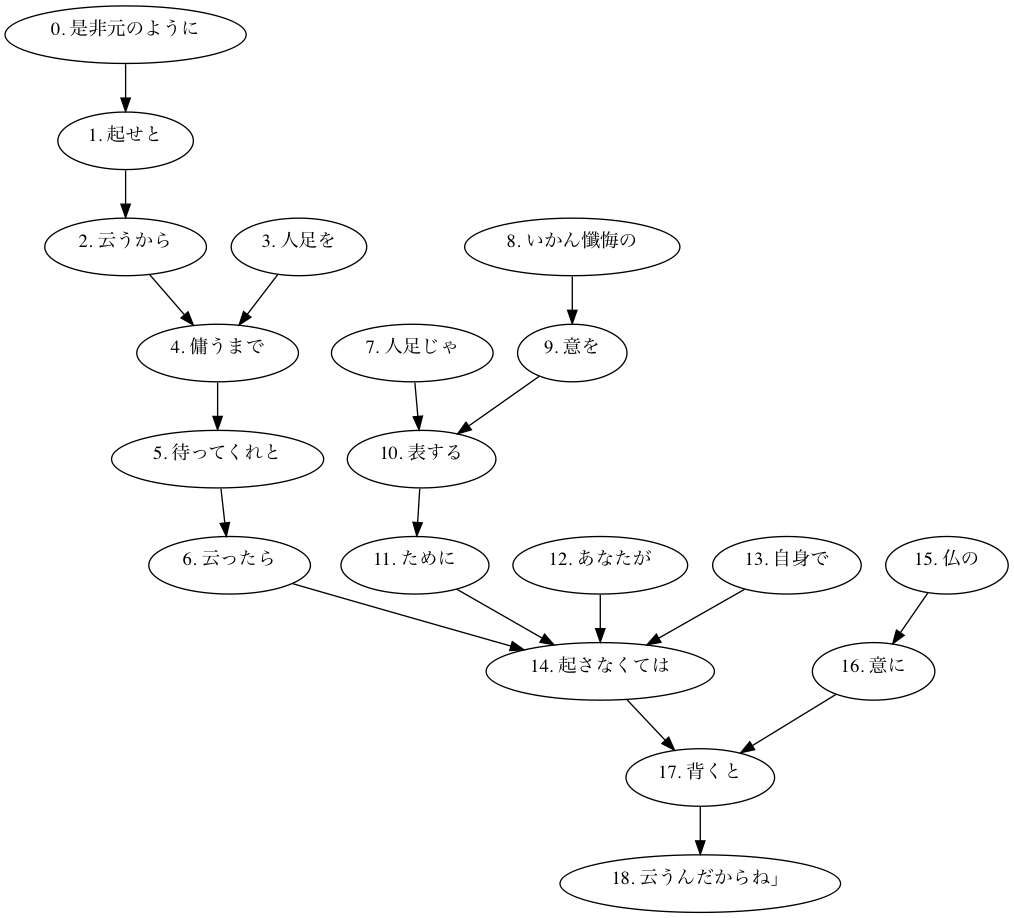 0. 是非元のように
1. 起せと
2. 云うから
3. 人足を
8. いかん懺悔の
4. 傭うまで
7. 人足じゃ
9. 意を
5. 待ってくれと
10. 表する
6. 云ったら
11. ために
12. あなたが
13. 自身で
15. 仏の
14. 起さなくては
16. 意に
17. 背くと
18. 云うんだからね」